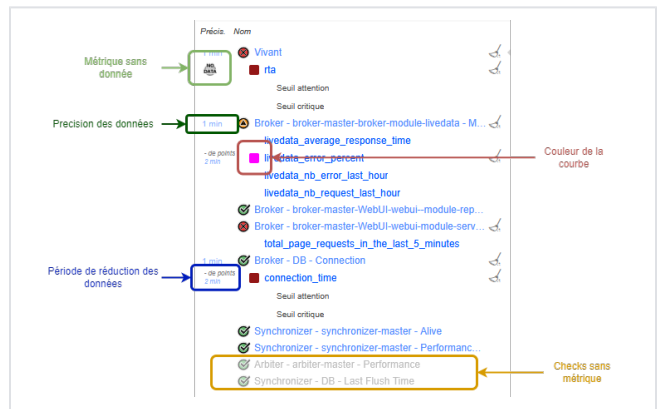 Précis. Nom
1 min Vivant
NO DATA rta
Métrique sans donnée
Seuil attention
Seuil critique
Precision des données
1 min Broker - broker-master-broker-module-livedata - M...
livedata_average_response_time
- de points
2 min
livedata_error_percent
Couleur de la courbe
livedata_nb_error_last_hour
livedata_nb_request_last_hour
Broker - broker-master-WebUI-webui--module-rep...
Broker - broker-master-WebUI-webui-module-serv...
total_page_requests_in_the_last_5_minutes
1 min Broker - DB - Connection
Période de réduction des données
- de points
2 min
connection_time
Seuil attention
Seuil critique
Synchronizer - synchronizer-master - Alive
Synchronizer - synchronizer-master - Performanc...
Arbiter - arbiter-master - Performance
Synchronizer - DB - Last Flush Time
Checks sans métrique